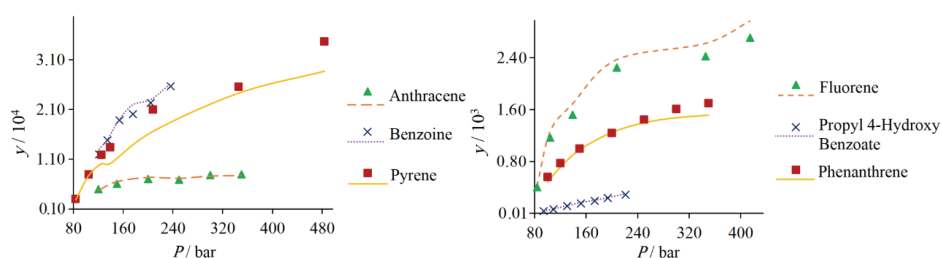 y / 10⁴
3.10
2.10
1.10
0.10
80 160 240 320 400 480
P / bar
Anthracene
Benzoine
Pyrene
y / 10³
2.40
1.60
0.80
0.01
80 160 240 320 400
P / bar
Fluorene
Propyl 4-Hydroxy
Benzoate
Phenanthrene